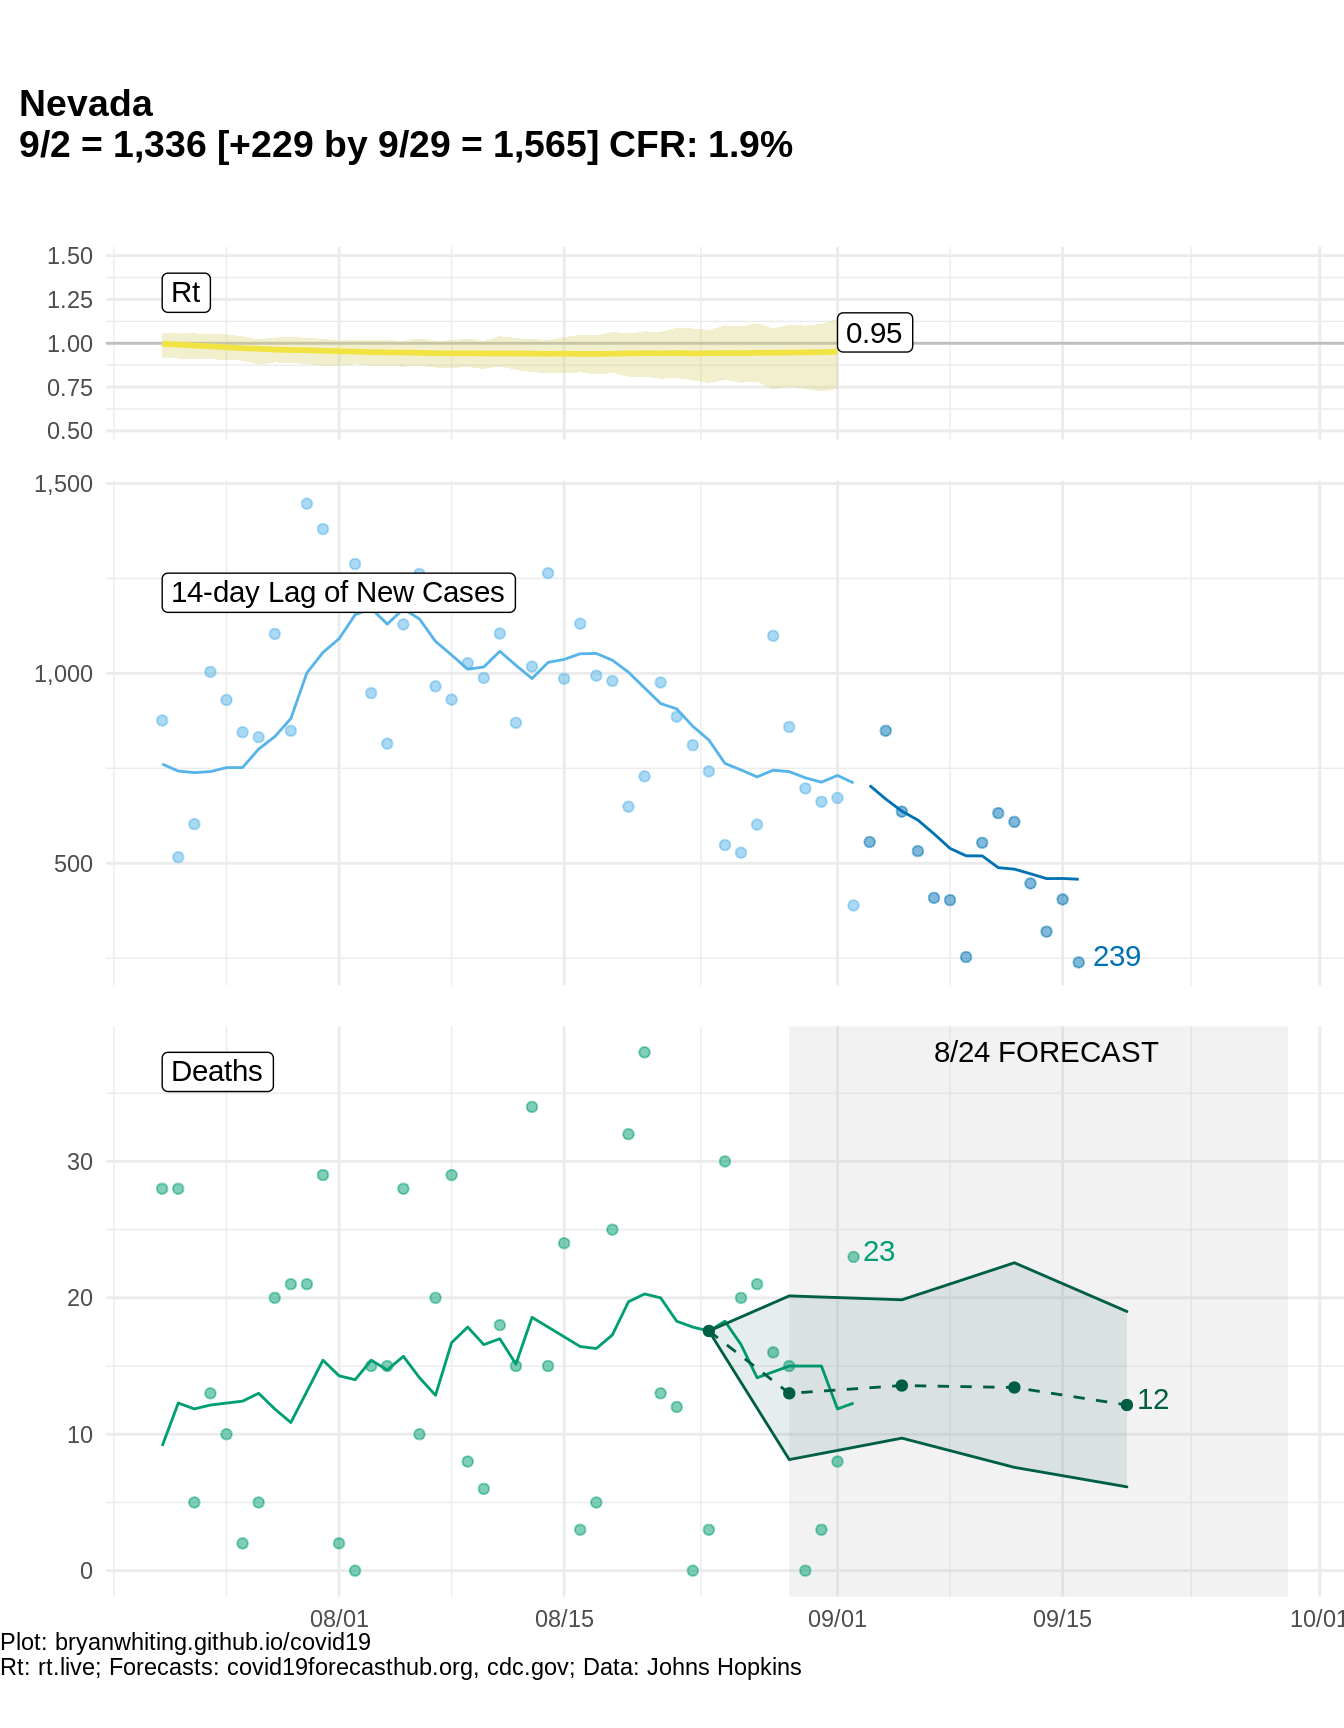 Nevada
9/2 = 1,336 [+229 by 9/29 = 1,565] CFR: 1.9%
1.50
1.25
1.00
0.75
0.50
Rt
0.95
1,500
1,000
500
14-day Lag of New Cases
239
30
20
10
0
Deaths
8/24 FORECAST
23
12
08/01 08/15 09/01 09/15 10/01
Plot: bryanwhiting.github.io/covid19
Rt: rt.live; Forecasts: covid19forecasthub.org, cdc.gov; Data: Johns Hopkins